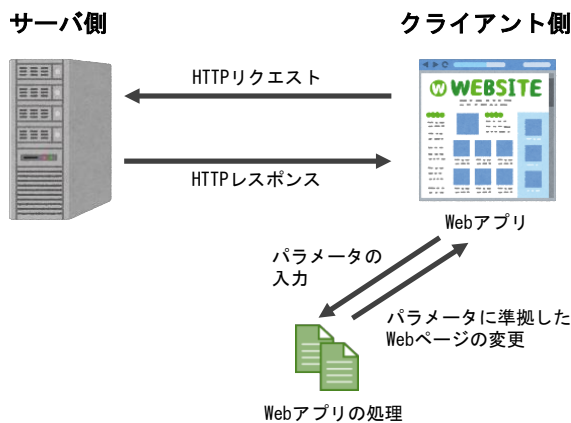 サーバ側
クライアント側
HTTPリクエスト
WEBSITE
HTTPレスポンス
Webアプリ
パラメータの
入力
パラメータに準拠した
Webページの変更
Webアプリの処理